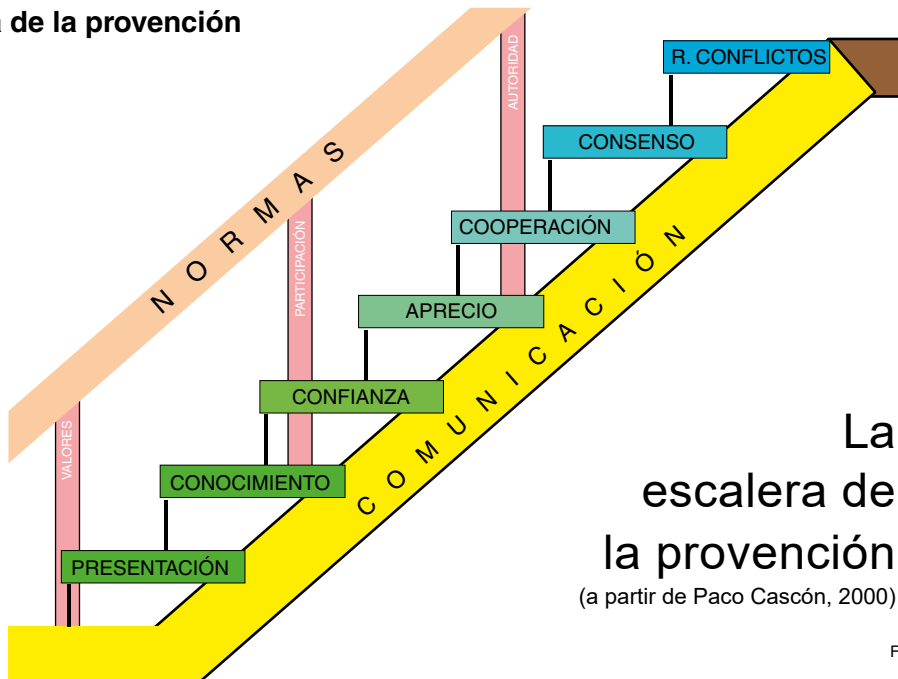 a de la provención
R. CONFLICTOS
AUTORIDAD
CONSENSO
NORMAS
COOPERACIÓN
PARTICIPACIÓN
APRECIO
COMUNICACIÓN
CONFIANZA
VALORES
CONOCIMIENTO
PRESENTACIÓN
La
escalera de
la provención
(a partir de Paco Cascón, 2000)
F